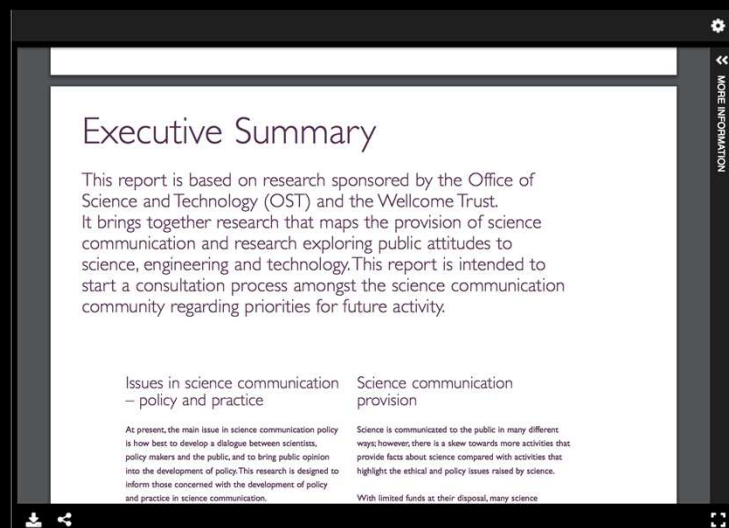 Executive Summary
This report is based on research sponsored by the Office of
Science and Technology (OST) and the Wellcome Trust.
It brings together research that maps the provision of science
communication and research exploring public attitudes to
science, engineering and technology. This report is intended to
start a consultation process amongst the science communication
community regarding priorities for future activity.
Issues in science communication
– policy and practice
At present, the main issue in science communication policy
is how best to develop a dialogue between scientists,
policy makers and the public, and to bring public opinion
into the development of policy. This research is designed to
inform those concerned with the development of policy
and practice in science communication.
Science communication
provision
Science is communicated to the public in many different
ways; however, there is a skew towards more activities that
provide facts about science compared with activities that
highlight the ethical and policy issues raised by science.
With limited funds at their disposal, many science
MORE INFORMATION